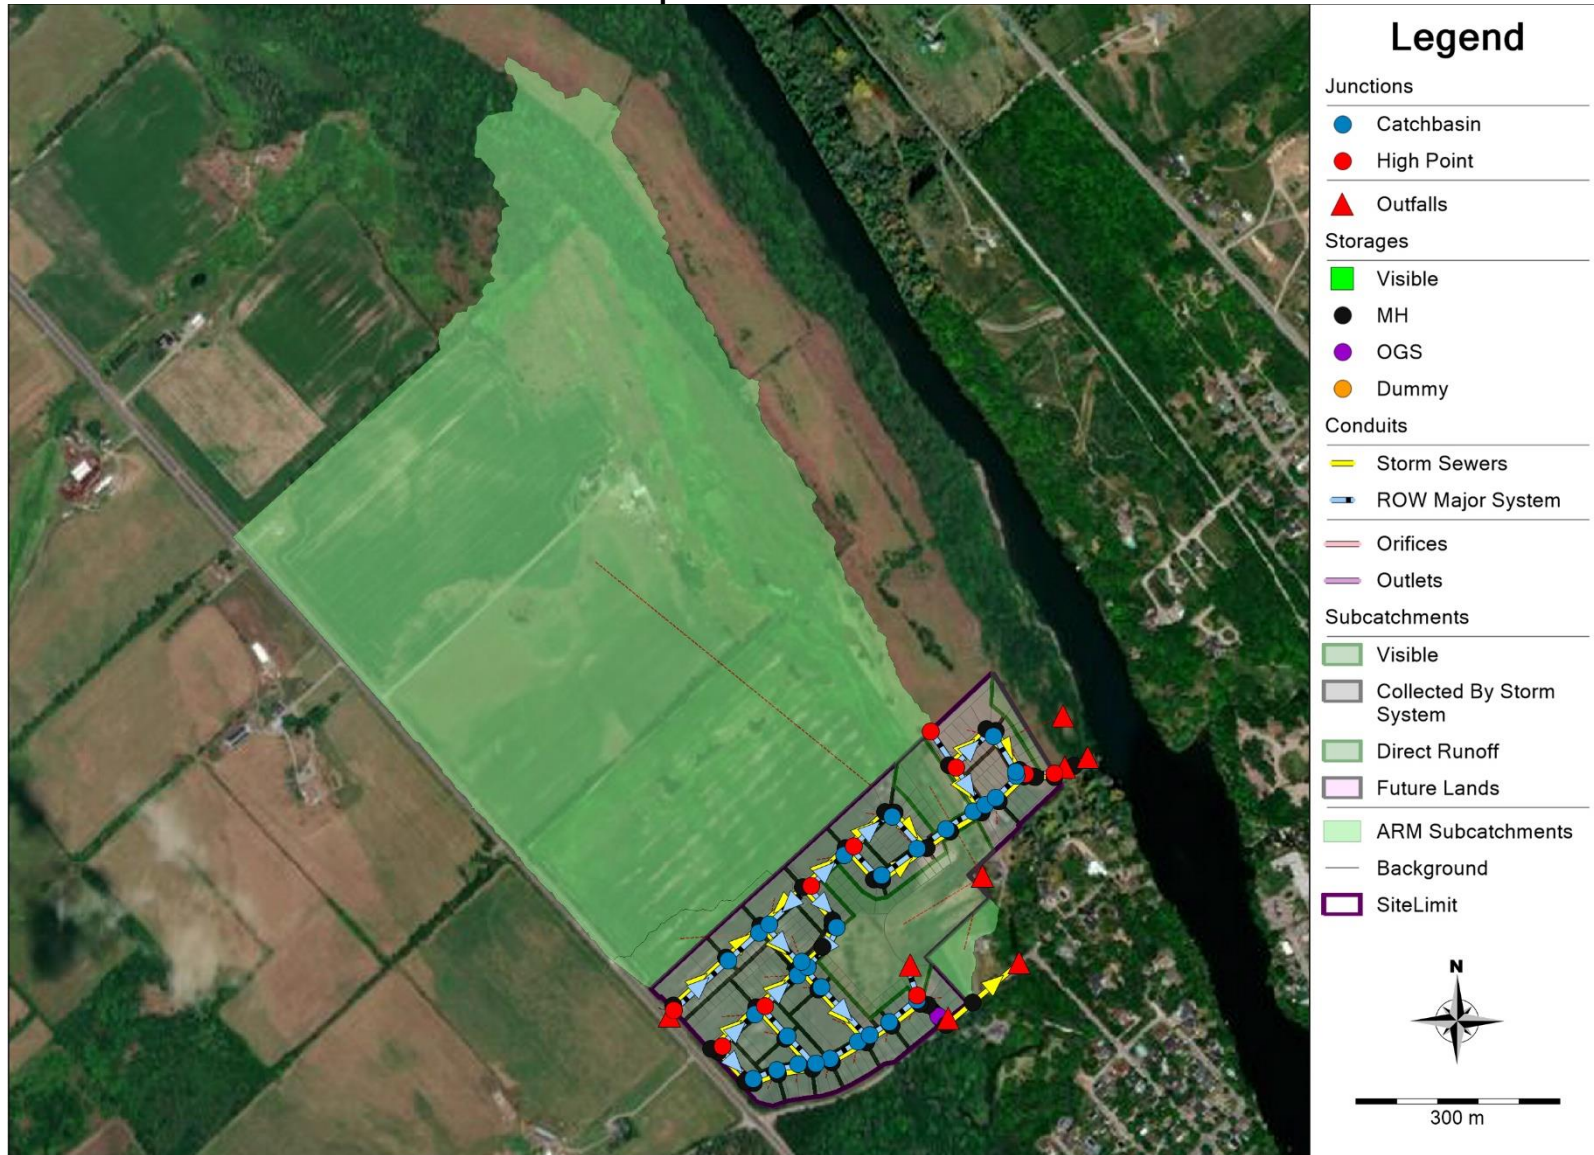 Legend
Junctions
Catchbasin
High Point
Outfalls
Storages
Visible
MH
OGS
Dummy
Conduits
Storm Sewers
ROW Major System
Orifices
Outlets
Subcatchments
Visible
Collected By Storm
System
Direct Runoff
Future Lands
ARM Subcatchments
Background
SiteLimit
N
300 m